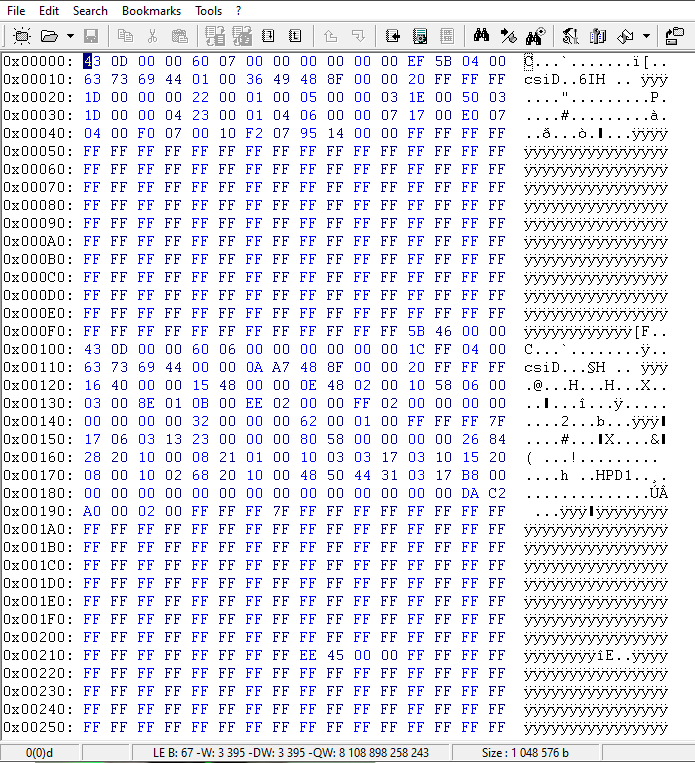 File Edit Search Bookmarks Tools ?
0x00000: 43 0D 00 00 60 07 00 00 00 00 00 00 EF 5B 04 00 C...`.......ï[..
0x00010: 63 73 69 44 01 00 36 49 48 8F 00 00 20 FF FF FF csiD..6IH .. ÿÿÿ
0x00020: 1D 00 00 00 22 00 01 00 05 00 00 03 1E 00 50 03 ....".........P.
0x00030: 1D 00 00 04 23 00 01 04 06 00 00 07 17 00 E0 07 ....#.........à.
0x00040: 04 00 F0 07 00 10 F2 07 95 14 00 00 FF FF FF FF ..ð...ò. ...ÿÿÿÿ
0x00050: FF FF FF FF FF FF FF FF FF FF FF FF FF FF FF FF ÿÿÿÿÿÿÿÿÿÿÿÿÿÿÿÿ
0x00060: FF FF FF FF FF FF FF FF FF FF FF FF FF FF FF FF ÿÿÿÿÿÿÿÿÿÿÿÿÿÿÿÿ
0x00070: FF FF FF FF FF FF FF FF FF FF FF FF FF FF FF FF ÿÿÿÿÿÿÿÿÿÿÿÿÿÿÿÿ
0x00080: FF FF FF FF FF FF FF FF FF FF FF FF FF FF FF FF ÿÿÿÿÿÿÿÿÿÿÿÿÿÿÿÿ
0x00090: FF FF FF FF FF FF FF FF FF FF FF FF FF FF FF FF ÿÿÿÿÿÿÿÿÿÿÿÿÿÿÿÿ
0x000A0: FF FF FF FF FF FF FF FF FF FF FF FF FF FF FF FF ÿÿÿÿÿÿÿÿÿÿÿÿÿÿÿÿ
0x000B0: FF FF FF FF FF FF FF FF FF FF FF FF FF FF FF FF ÿÿÿÿÿÿÿÿÿÿÿÿÿÿÿÿ
0x000C0: FF FF FF FF FF FF FF FF FF FF FF FF FF FF FF FF ÿÿÿÿÿÿÿÿÿÿÿÿÿÿÿÿ
0x000D0: FF FF FF FF FF FF FF FF FF FF FF FF FF FF FF FF ÿÿÿÿÿÿÿÿÿÿÿÿÿÿÿÿ
0x000E0: FF FF FF FF FF FF FF FF FF FF FF FF FF FF FF FF ÿÿÿÿÿÿÿÿÿÿÿÿÿÿÿÿ
0x000F0: FF FF FF FF FF FF FF FF FF FF FF FF 5B 46 00 00 ÿÿÿÿÿÿÿÿÿÿÿÿ[F..
0x00100: 43 0D 00 00 60 06 00 00 00 00 00 00 1C FF 04 00 C...`........ÿ..
0x00110: 63 73 69 44 00 00 0A A7 48 8F 00 00 20 FF FF FF csiD...§H .. ÿÿÿ
0x00120: 16 40 00 00 15 48 00 00 0E 48 02 00 10 58 06 00 .@...H...H...X..
0x00130: 03 00 8E 01 0B 00 EE 02 00 00 FF 02 00 00 00 00 .. ...î...ÿ.....
0x00140: 00 00 00 00 32 00 00 00 62 00 01 00 FF FF FF 7F ....2...b...ÿÿÿ
0x00150: 17 06 03 13 23 00 00 00 80 58 00 00 00 00 26 84 ....#... X....&
0x00160: 28 20 10 00 08 21 01 00 10 03 03 17 03 10 15 20 ( ...!.........
0x00170: 08 00 10 02 68 20 10 00 48 50 44 31 03 17 B8 00 ....h ..HPD1..¸.
0x00180: 00 00 00 00 00 00 00 00 00 00 00 00 00 00 DA C2 ..............ÚÂ
0x00190: A0 00 02 00 FF FF FF 7F FF FF FF FF FF FF FF FF ...ÿÿÿ ÿÿÿÿÿÿÿÿ
0x001A0: FF FF FF FF FF FF FF FF FF FF FF FF FF FF FF FF ÿÿÿÿÿÿÿÿÿÿÿÿÿÿÿÿ
0x001B0: FF FF FF FF FF FF FF FF FF FF FF FF FF FF FF FF ÿÿÿÿÿÿÿÿÿÿÿÿÿÿÿÿ
0x001C0: FF FF FF FF FF FF FF FF FF FF FF FF FF FF FF FF ÿÿÿÿÿÿÿÿÿÿÿÿÿÿÿÿ
0x001D0: FF FF FF FF FF FF FF FF FF FF FF FF FF FF FF FF ÿÿÿÿÿÿÿÿÿÿÿÿÿÿÿÿ
0x001E0: FF FF FF FF FF FF FF FF FF FF FF FF FF FF FF FF ÿÿÿÿÿÿÿÿÿÿÿÿÿÿÿÿ
0x001F0: FF FF FF FF FF FF FF FF FF FF FF FF FF FF FF FF ÿÿÿÿÿÿÿÿÿÿÿÿÿÿÿÿ
0x00200: FF FF FF FF FF FF FF FF FF FF FF FF FF FF FF FF ÿÿÿÿÿÿÿÿÿÿÿÿÿÿÿÿ
0x00210: FF FF FF FF FF FF FF FF EE 45 00 00 FF FF FF FF ÿÿÿÿÿÿÿÿîE..ÿÿÿÿ
0x00220: FF FF FF FF FF FF FF FF FF FF FF FF FF FF FF FF ÿÿÿÿÿÿÿÿÿÿÿÿÿÿÿÿ
0x00230: FF FF FF FF FF FF FF FF FF FF FF FF FF FF FF FF ÿÿÿÿÿÿÿÿÿÿÿÿÿÿÿÿ
0x00240: FF FF FF FF FF FF FF FF FF FF FF FF FF FF FF FF ÿÿÿÿÿÿÿÿÿÿÿÿÿÿÿÿ
0x00250: FF FF FF FF FF FF FF FF FF FF FF FF FF FF FF FF ÿÿÿÿÿÿÿÿÿÿÿÿÿÿÿÿ
0(0)d LE B: 67 -W: 3 395 -DW: 3 395 -QW: 8 108 898 258 243 Size : 1 048 576 b